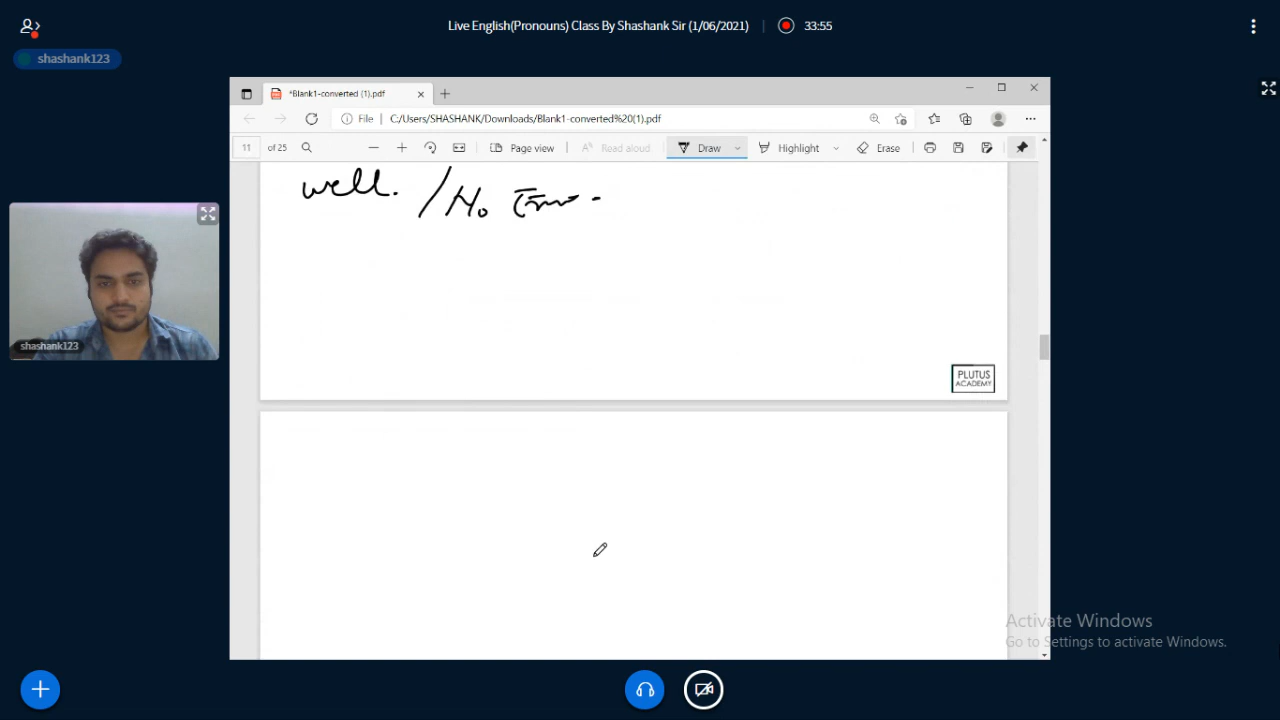 Live English(Pronouns) Class By Shashank Sir (1/06/2021) 33:55
shashank123
*Blank1-converted (1).pdf
File C:/Users/SHASHANK/Downloads/Blank1-converted%20(1).pdf
11 of 25 Page view Read aloud Draw Highlight Erase
well. / No Error.
shashank123
PLUTUS
ACADEMY
Activate Windows
Go to Settings to activate Windows.